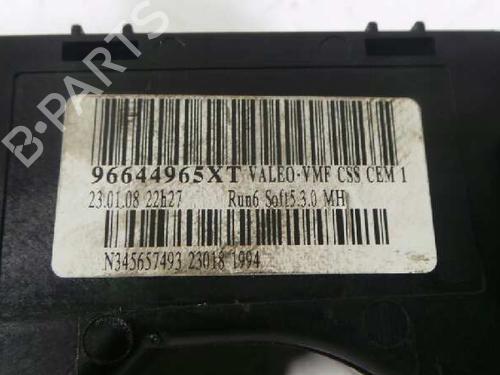 B-PARTS
96644965XT VALEO-VMF CSS CEM 1
23.01.08 22h27 Run6 Soft5.3.0 MH
N345657493 23018 1994